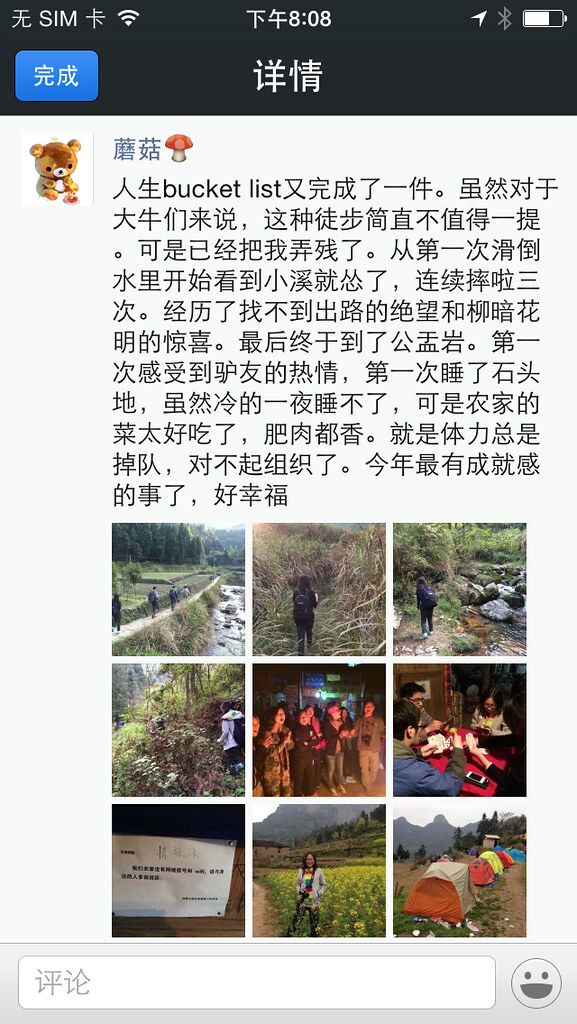 无 SIM 卡
下午8:08
完成
详情
蘑菇🍄
人生bucket list又完成了一件。虽然对于
大牛们来说，这种徒步简直不值得一提
。可是已经把我弄残了。从第一次滑倒
水里开始看到小溪就怂了，连续摔啦三
次。经历了找不到出路的绝望和柳暗花
明的惊喜。最后终于到了公盂岩。第一
次感受到驴友的热情，第一次睡了石头
地，虽然冷的一夜睡不了，可是农家的
菜太好吃了，肥肉都香。就是体力总是
掉队，对不起组织了。今年最有成就感
的事了，好幸福
评论